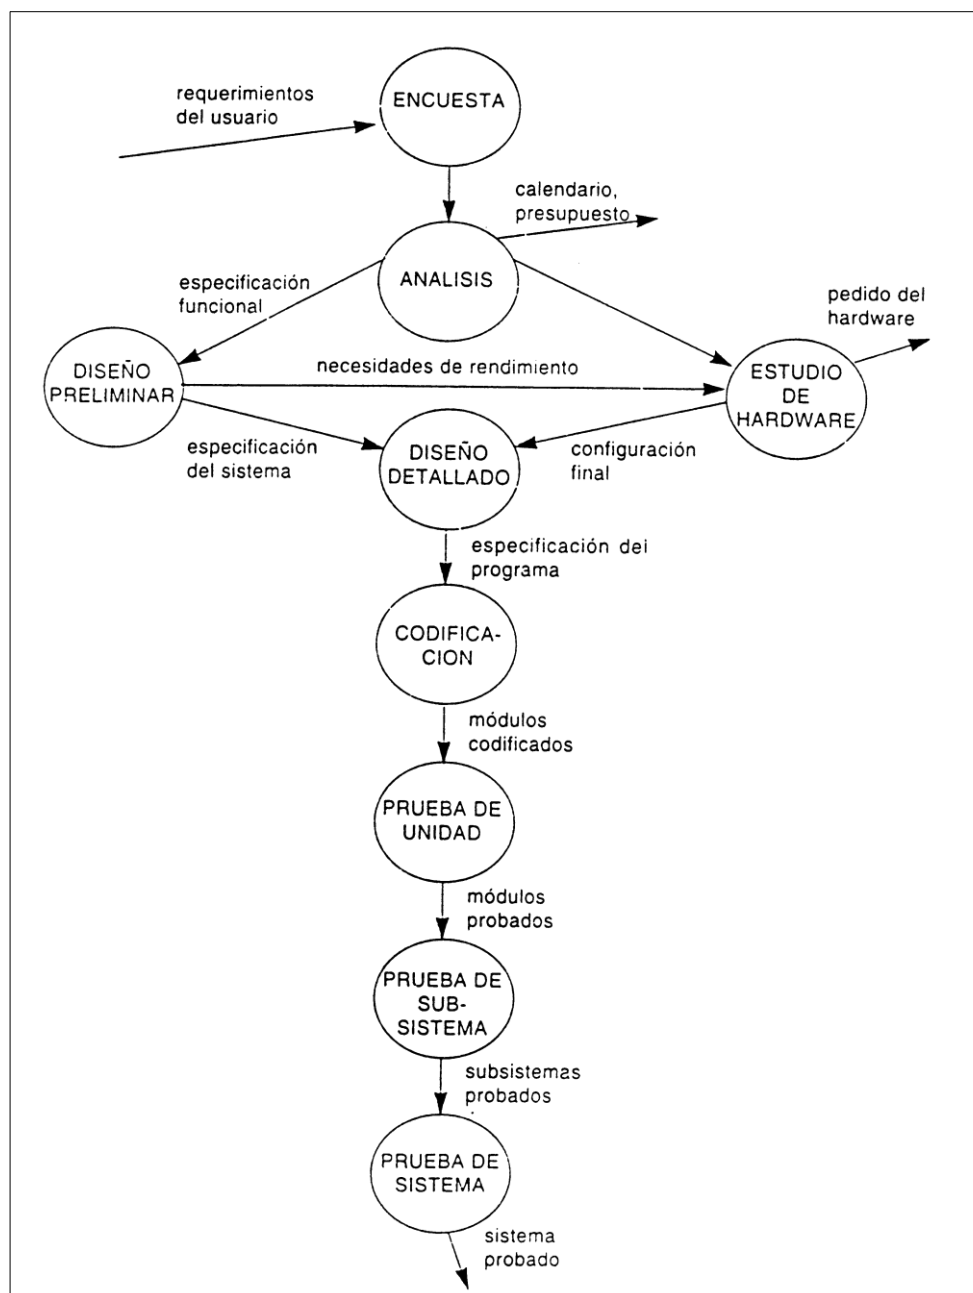 ENCUESTA
requerimientos
del usuario
calendario,
presupuesto
ANALISIS
especificación
funcional
pedido del
hardware
DISEÑO
PRELIMINAR
necesidades de rendimiento
ESTUDIO
DE
HARDWARE
especificación
del sistema
DISEÑO
DETALLADO
configuración
final
especificación del
programa
CODIFICA-
CION
módulos
codificados
PRUEBA DE
UNIDAD
módulos
probados
PRUEBA DE
SUB-
SISTEMA
subsistemas
probados
PRUEBA DE
SISTEMA
sistema
probado